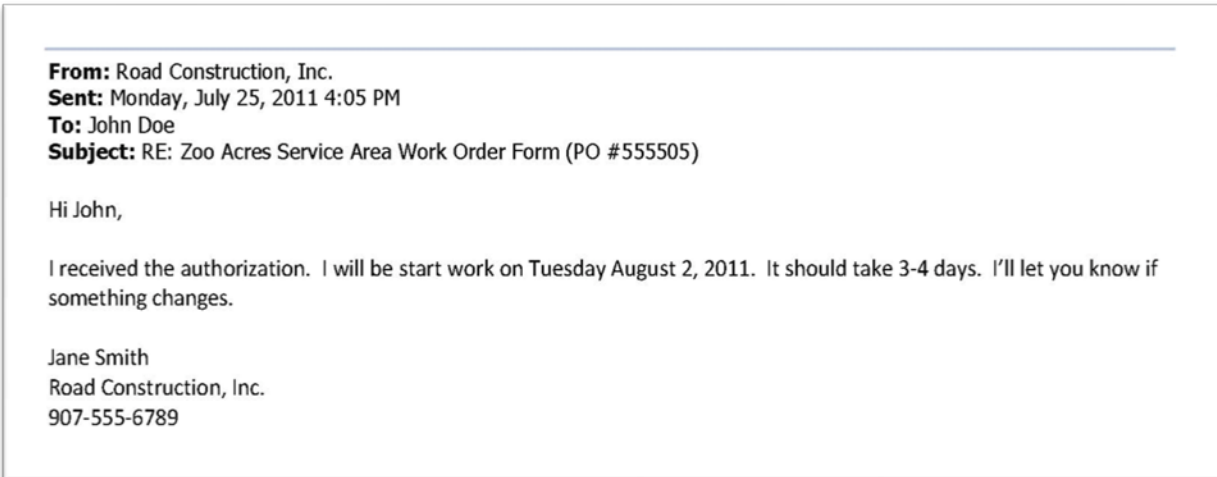 From: Road Construction, Inc.
Sent: Monday, July 25, 2011 4:05 PM
To: John Doe
Subject: RE: Zoo Acres Service Area Work Order Form (PO #555505)
Hi John,
I received the authorization.  I will be start work on Tuesday August 2, 2011.  It should take 3-4 days.  I’ll let you know if
something changes.
Jane Smith
Road Construction, Inc.
907-555-6789